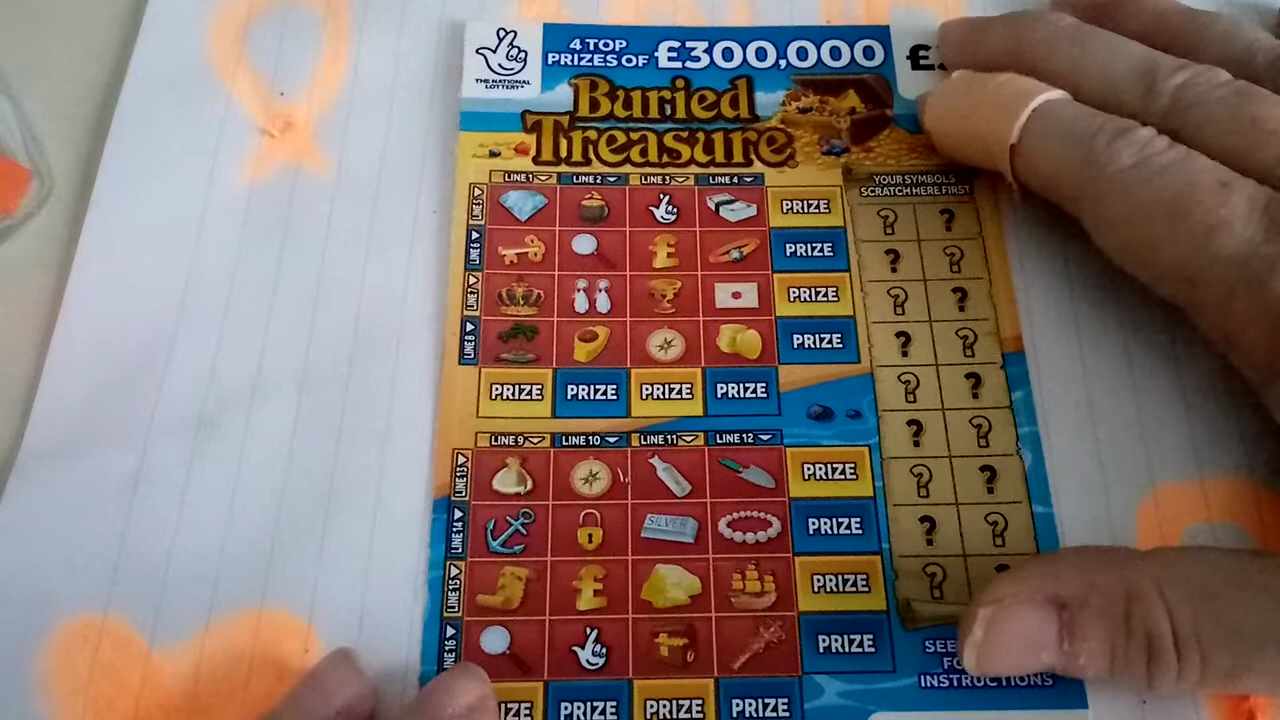 4 TOP
PRIZES OF £300,000
THE NATIONAL
LOTTERY®
Buried
Treasure
YOUR SYMBOLS
SCRATCH HERE FIRST
LINE 1 LINE 2 LINE 3 LINE 4
LINE 5 PRIZE
LINE 6 PRIZE
LINE 7 PRIZE
LINE 8 PRIZE
PRIZE PRIZE PRIZE PRIZE
LINE 9 LINE 10 LINE 11 LINE 12
LINE 13 PRIZE
LINE 14 SILVER PRIZE
LINE 15 PRIZE
LINE 16 PRIZE
PRIZE PRIZE PRIZE
SEE
INSTRUCTIONS